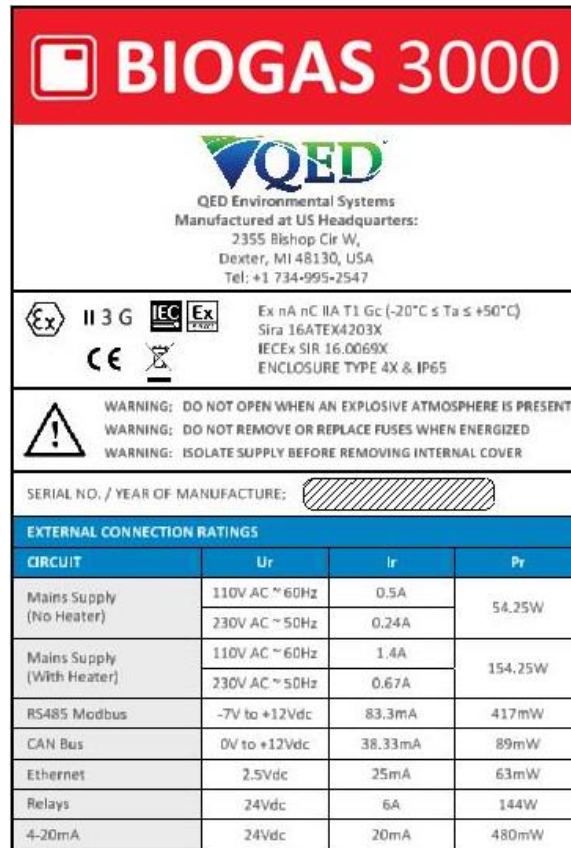 BIOGAS 3000
QED
QED Environmental Systems
Manufactured at US Headquarters:
2355 Bishop Cir W,
Dexter, MI 48130, USA
Tel: +1 734-995-2547
Ex II 3 G IEC Ex
CE
Ex nA nC IIA T1 Gc (-20°C ≤ Ta ≤ +50°C)
Sira 16ATEX4203X
IECEx SIR 16.0069X
ENCLOSURE TYPE 4X & IP65
WARNING: DO NOT OPEN WHEN AN EXPLOSIVE ATMOSPHERE IS PRESENT
WARNING: DO NOT REMOVE OR REPLACE FUSES WHEN ENERGIZED
WARNING: ISOLATE SUPPLY BEFORE REMOVING INTERNAL COVER
SERIAL NO. / YEAR OF MANUFACTURE:
EXTERNAL CONNECTION RATINGS
CIRCUIT Ur Ir Pr
Mains Supply (No Heater) 110V AC ~ 60Hz 0.5A 54.25W
230V AC ~ 50Hz 0.24A
Mains Supply (With Heater) 110V AC ~ 60Hz 1.4A 154.25W
230V AC ~ 50Hz 0.67A
RS485 Modbus -7V to +12Vdc 83.3mA 417mW
CAN Bus 0V to +12Vdc 38.33mA 89mW
Ethernet 2.5Vdc 25mA 63mW
Relays 24Vdc 6A 144W
4-20mA 24Vdc 20mA 480mW